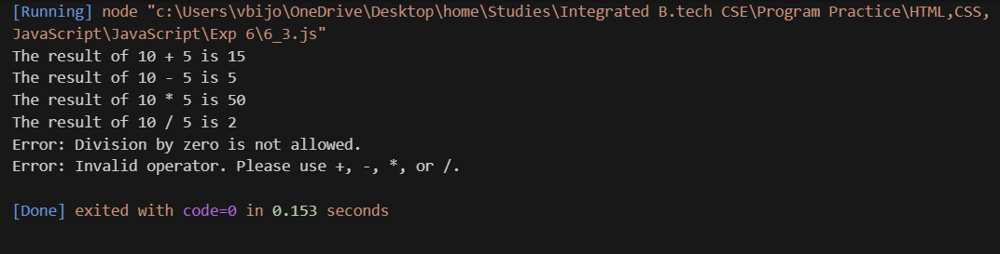 [Running] node "c:\Users\vbijo\OneDrive\Desktop\home\Studies\Integrated B.tech CSE\Program Practice\HTML,CSS,
JavaScript\JavaScript\Exp 6\6_3.js"
The result of 10 + 5 is 15
The result of 10 - 5 is 5
The result of 10 * 5 is 50
The result of 10 / 5 is 2
Error: Division by zero is not allowed.
Error: Invalid operator. Please use +, -, *, or /.
[Done] exited with code=0 in 0.153 seconds